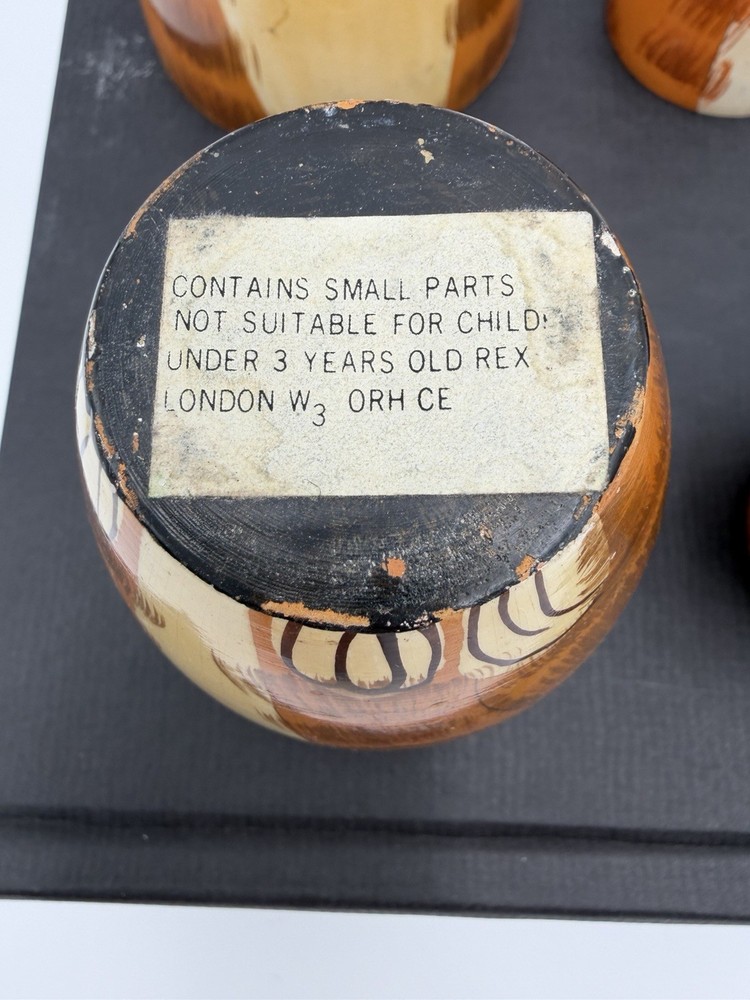 CONTAINS SMALL PARTS
NOT SUITABLE FOR CHILD
UNDER 3 YEARS OLD REX
LONDON W3 ORH CE